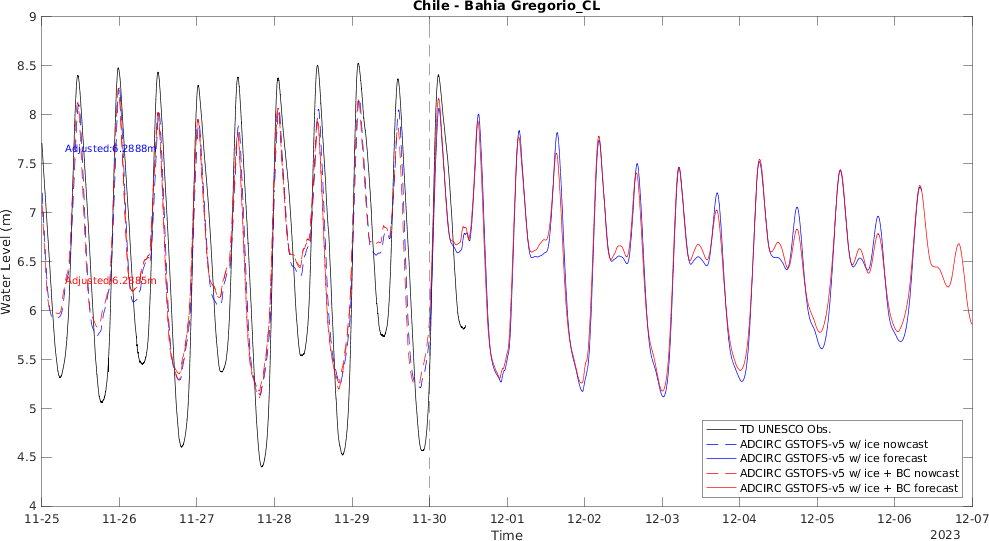 Chile - Bahia Gregorio_CL
9
8.5
8
7.5
7
6.5
6
5.5
5
4.5
4
Water Level (m)
Adjusted:6.2888m
Adjusted:6.2885m
TD UNESCO Obs.
ADCIRC GSTOFS-v5 w/ ice nowcast
ADCIRC GSTOFS-v5 w/ ice forecast
ADCIRC GSTOFS-v5 w/ ice + BC nowcast
ADCIRC GSTOFS-v5 w/ ice + BC forecast
11-25 11-26 11-27 11-28 11-29 11-30 12-01 12-02 12-03 12-04 12-05 12-06 12-07
Time
2023